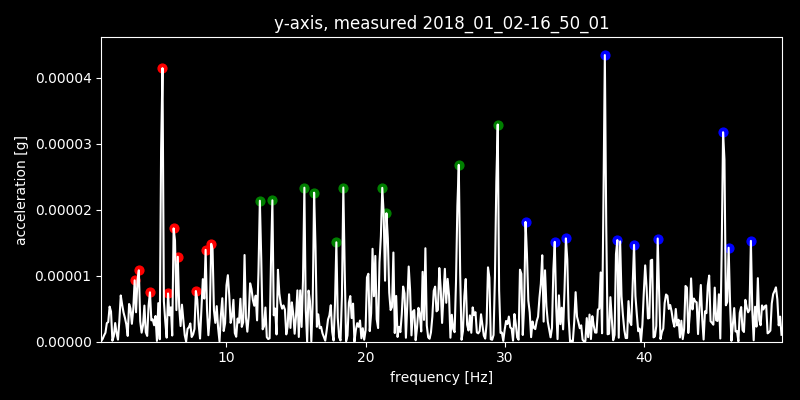 y-axis, measured 2018_01_02-16_50_01
acceleration [g]
0.00004
0.00003
0.00002
0.00001
0.00000
10 20 30 40
frequency [Hz]